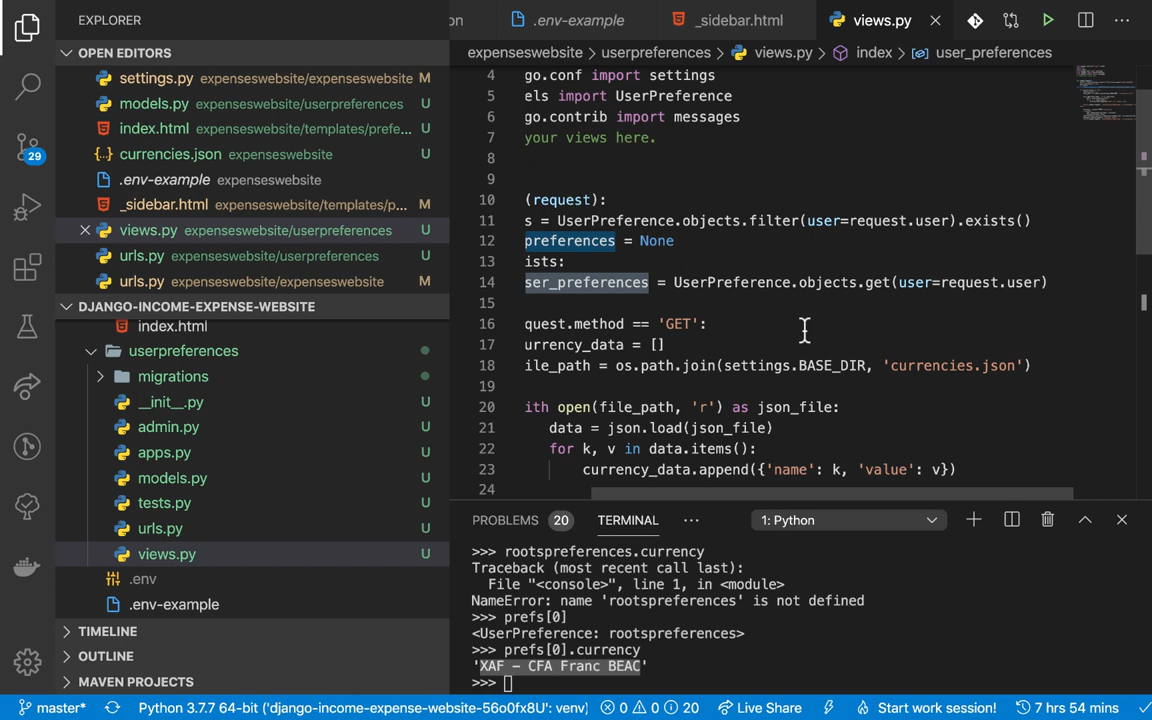 EXPLORER
OPEN EDITORS
settings.py expenseswebsite/expenseswebsite M
models.py expenseswebsite/userpreferences U
index.html expenseswebsite/templates/prefe... U
{..} currencies.json expenseswebsite U
.env-example expenseswebsite
_sidebar.html expenseswebsite/templates/p... M
views.py expenseswebsite/userpreferences U
urls.py expenseswebsite/userpreferences U
urls.py expenseswebsite/expenseswebsite M
DJANGO-INCOME-EXPENSE-WEBSITE
index.html
userpreferences
migrations
__init__.py U
admin.py U
apps.py U
models.py U
tests.py U
urls.py U
views.py U
.env
.env-example
TIMELINE
OUTLINE
MAVEN PROJECTS
29
on .env-example _sidebar.html views.py
expenseswebsite > userpreferences > views.py > index > user_preferences
4 go.conf import settings
5 els import UserPreference
6 go.contrib import messages
7 your views here.
8
9
10 (request):
11 s = UserPreference.objects.filter(user=request.user).exists()
12 preferences = None
13 ists:
14 ser_preferences = UserPreference.objects.get(user=request.user)
15
16 quest.method == 'GET':
17 urrency_data = []
18 ile_path = os.path.join(settings.BASE_DIR, 'currencies.json')
19
20 ith open(file_path, 'r') as json_file:
21 data = json.load(json_file)
22 for k, v in data.items():
23 currency_data.append({'name': k, 'value': v})
24
PROBLEMS 20 TERMINAL ... 1: Python
>>> rootspreferences.currency
Traceback (most recent call last):
File "<console>", line 1, in <module>
NameError: name 'rootspreferences' is not defined
>>> prefs[0]
<UserPreference: rootspreferences>
>>> prefs[0].currency
'XAF - CFA Franc BEAC'
>>>
master* Python 3.7.7 64-bit ('django-income-expense-website-56o0fx8U': venv) 0 0 20 Live Share Start work session! 7 hrs 54 mins